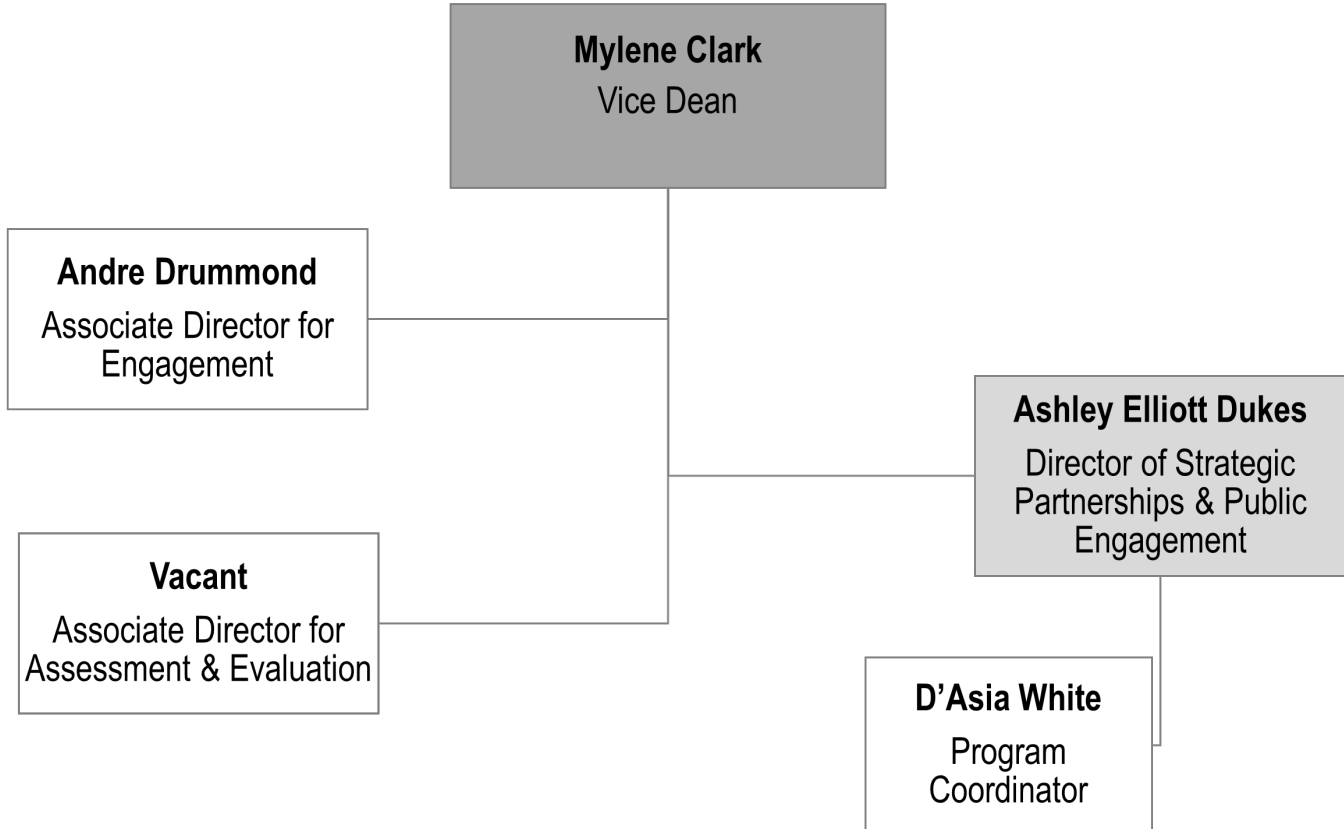 Mylene Clark
Vice Dean
Andre Drummond
Associate Director for
Engagement
Ashley Elliott Dukes
Director of Strategic
Partnerships & Public
Engagement
Vacant
Associate Director for
Assessment & Evaluation
D’Asia White
Program
Coordinator